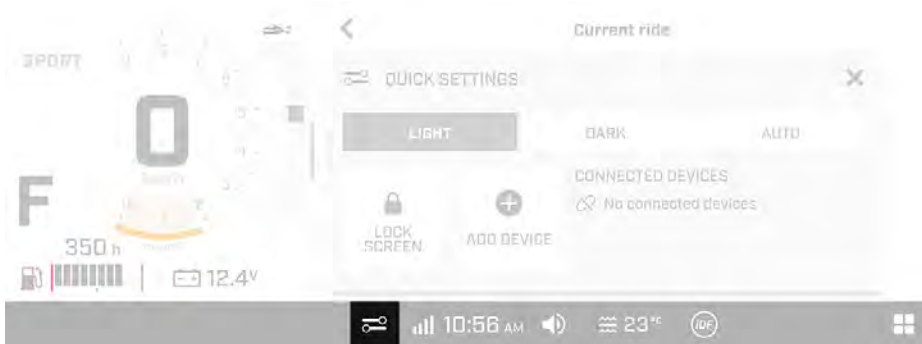 Current ride
SPORT
QUICK SETTINGS
LIGHT
DARK
AUTO
0
CONNECTED DEVICES
No connected devices
F
LOCK
SCREEN
ADD DEVICE
350 h
12.4V
10:56 AM
23°C
iDF